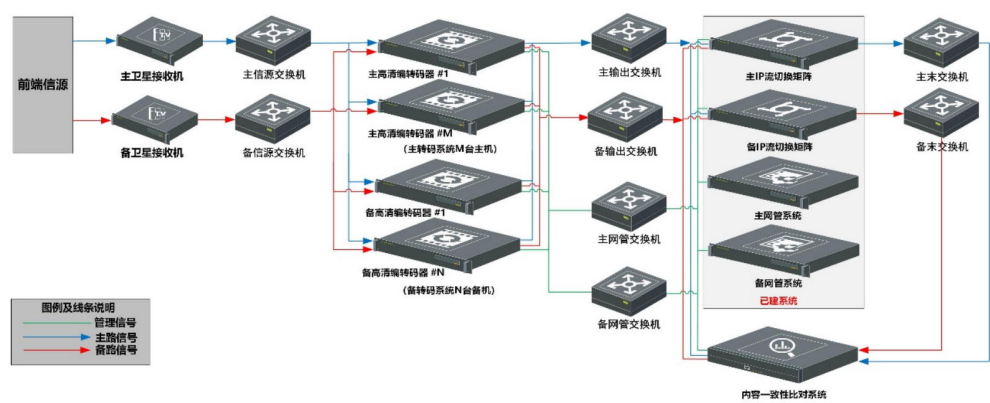 前端信源
主卫星接收机
主信源交换机
主高清编转码器 #1
主输出交换机
主IP流切换矩阵
主末交换机
备卫星接收机
备信源交换机
主高清编转码器 #M
(主转码系统M台主机)
备输出交换机
备IP流切换矩阵
备末交换机
备高清编转码器 #1
主网管交换机
主网管系统
备高清编转码器 #N
(备转码系统N台备机)
备网管交换机
备网管系统
已建系统
图例及线条说明
管理信号
主路信号
备路信号
内容一致性比对系统